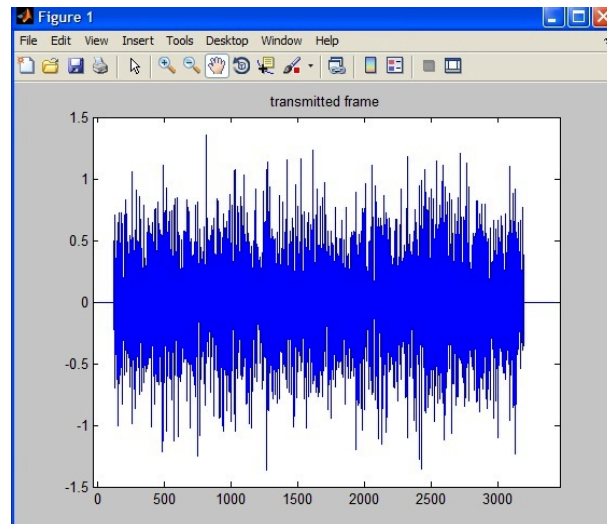 Figure 1
File Edit View Insert Tools Desktop Window Help
transmitted frame
1.5
1
0.5
0
-0.5
-1
-1.5
0 500 1000 1500 2000 2500 3000